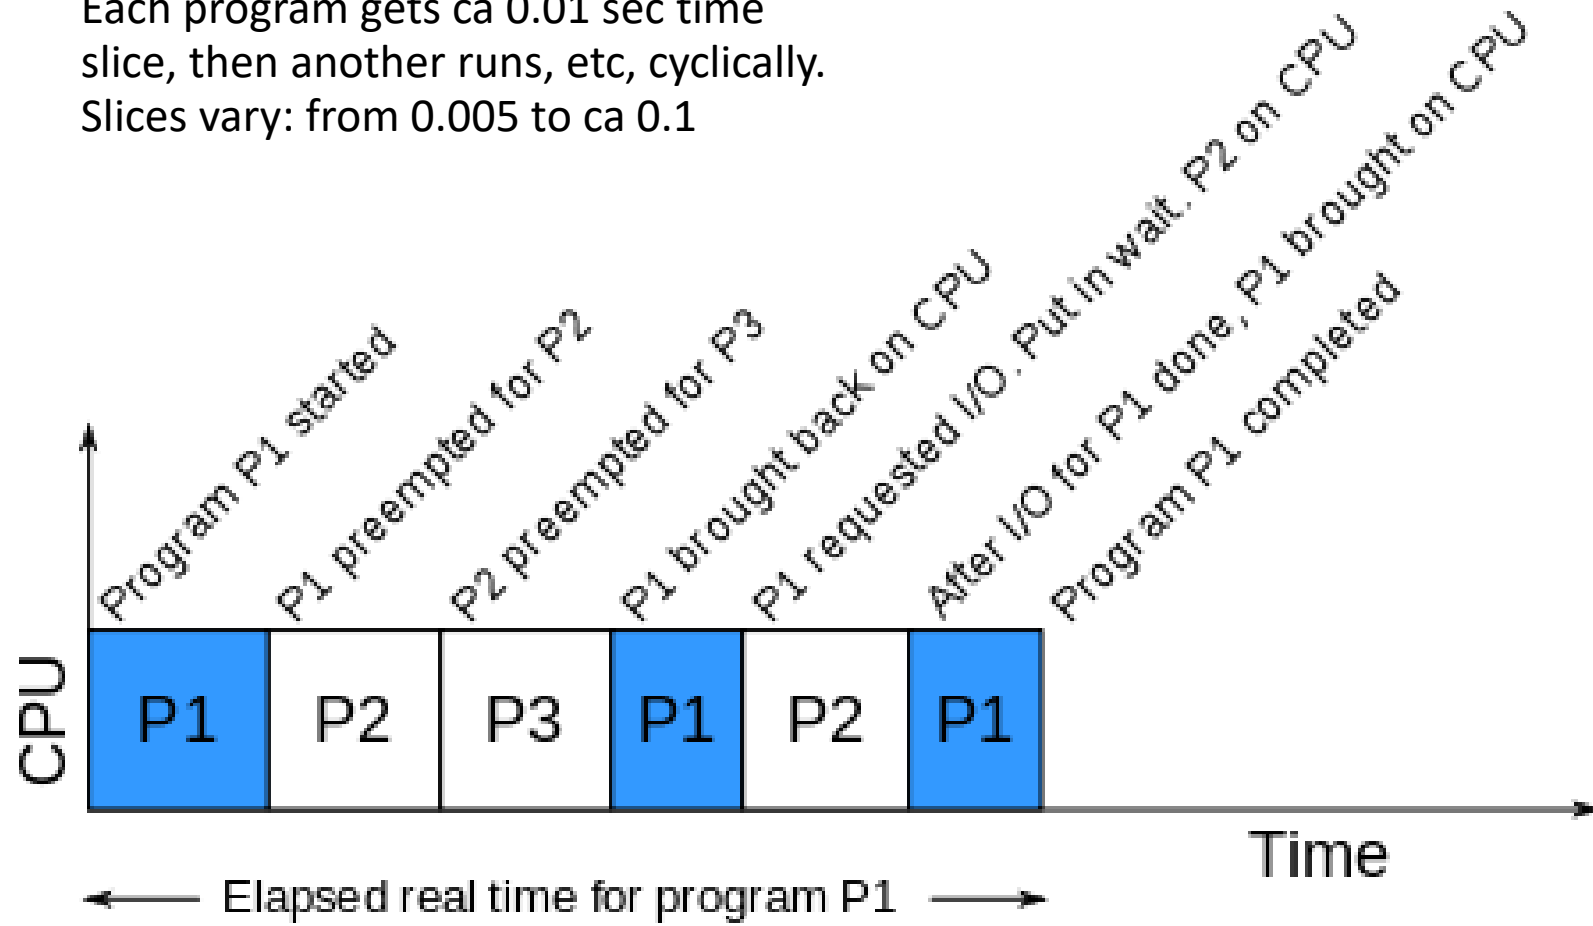 Each program gets ca 0.01 sec time
slice, then another runs, etc, cyclically.
Slices vary: from 0.005 to ca 0.1
Program P1 started
P1 preempted for P2
P2 preempted for P3
P1 brought back on CPU
P1 requested I/O. Put in wait. P2 on CPU
After I/O for P1 done, P1 brought on CPU
Program P1 completed
CPU
P1
P2
P3
P1
P2
P1
Time
Elapsed real time for program P1